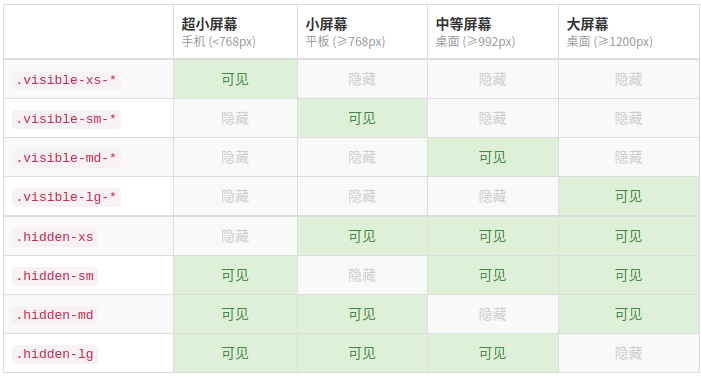 超小屏幕 小屏幕 中等屏幕 大屏幕
手机 (<768px) 平板 (≥768px) 桌面 (≥992px) 桌面 (≥1200px)
.visible-xs-* 可见 隐藏 隐藏 隐藏
.visible-sm-* 隐藏 可见 隐藏 隐藏
.visible-md-* 隐藏 隐藏 可见 隐藏
.visible-lg-* 隐藏 隐藏 隐藏 可见
.hidden-xs 隐藏 可见 可见 可见
.hidden-sm 可见 隐藏 可见 可见
.hidden-md 可见 可见 隐藏 可见
.hidden-lg 可见 可见 可见 隐藏